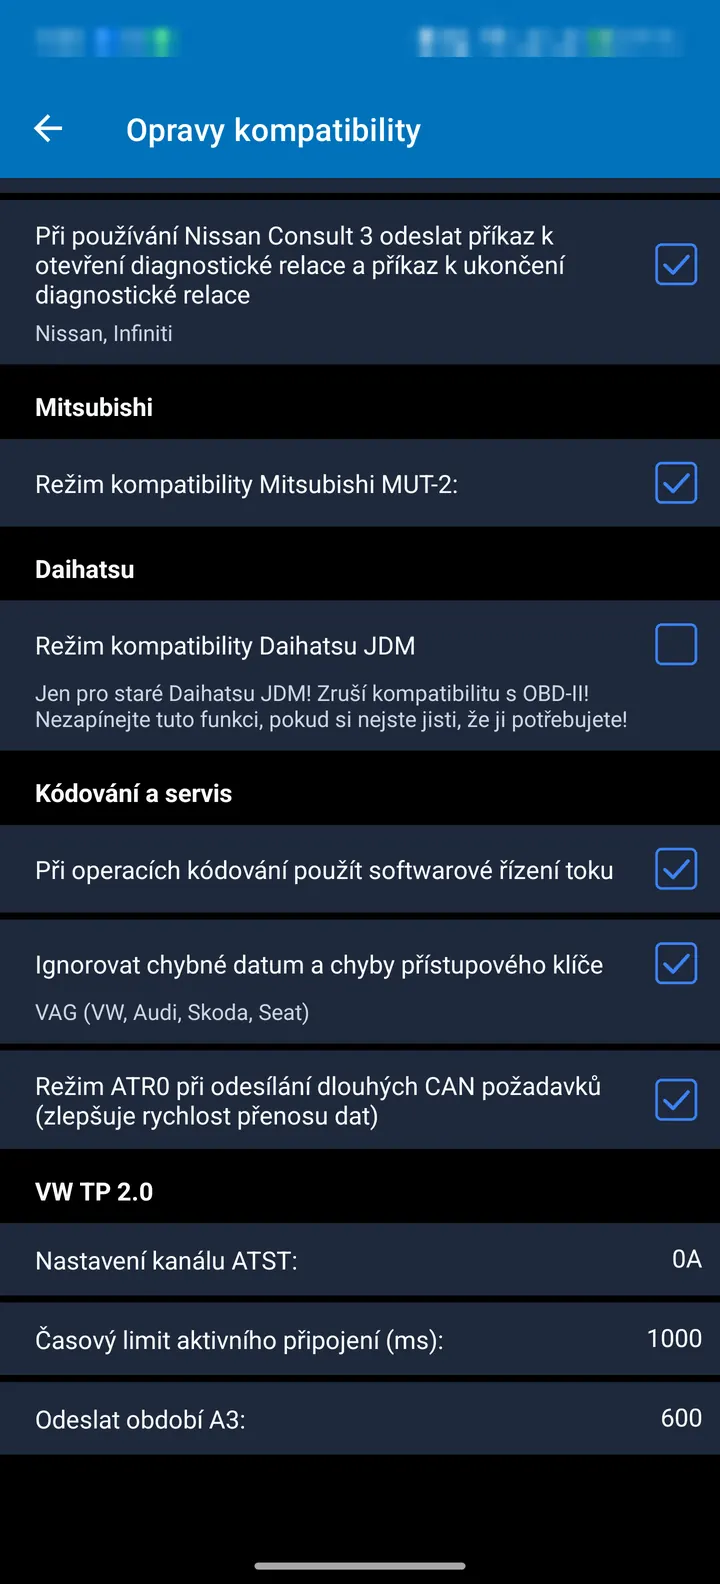 Opravy kompatibility
Při používání Nissan Consult 3 odeslat příkaz k
otevření diagnostické relace a příkaz k ukončení
diagnostické relace
Nissan, Infiniti
Mitsubishi
Režim kompatibility Mitsubishi MUT-2:
Daihatsu
Režim kompatibility Daihatsu JDM
Jen pro staré Daihatsu JDM! Zruší kompatibilitu s OBD-II!
Nezapínejte tuto funkci, pokud si nejste jisti, že ji potřebujete!
Kódování a servis
Při operacích kódování použít softwarové řízení toku
Ignorovat chybné datum a chyby přístupového klíče
VAG (VW, Audi, Skoda, Seat)
Režim ATR0 při odesílání dlouhých CAN požadavků
(zlepšuje rychlost přenosu dat)
VW TP 2.0
Nastavení kanálu ATST: 0A
Časový limit aktivního připojení (ms): 1000
Odeslat období A3: 600